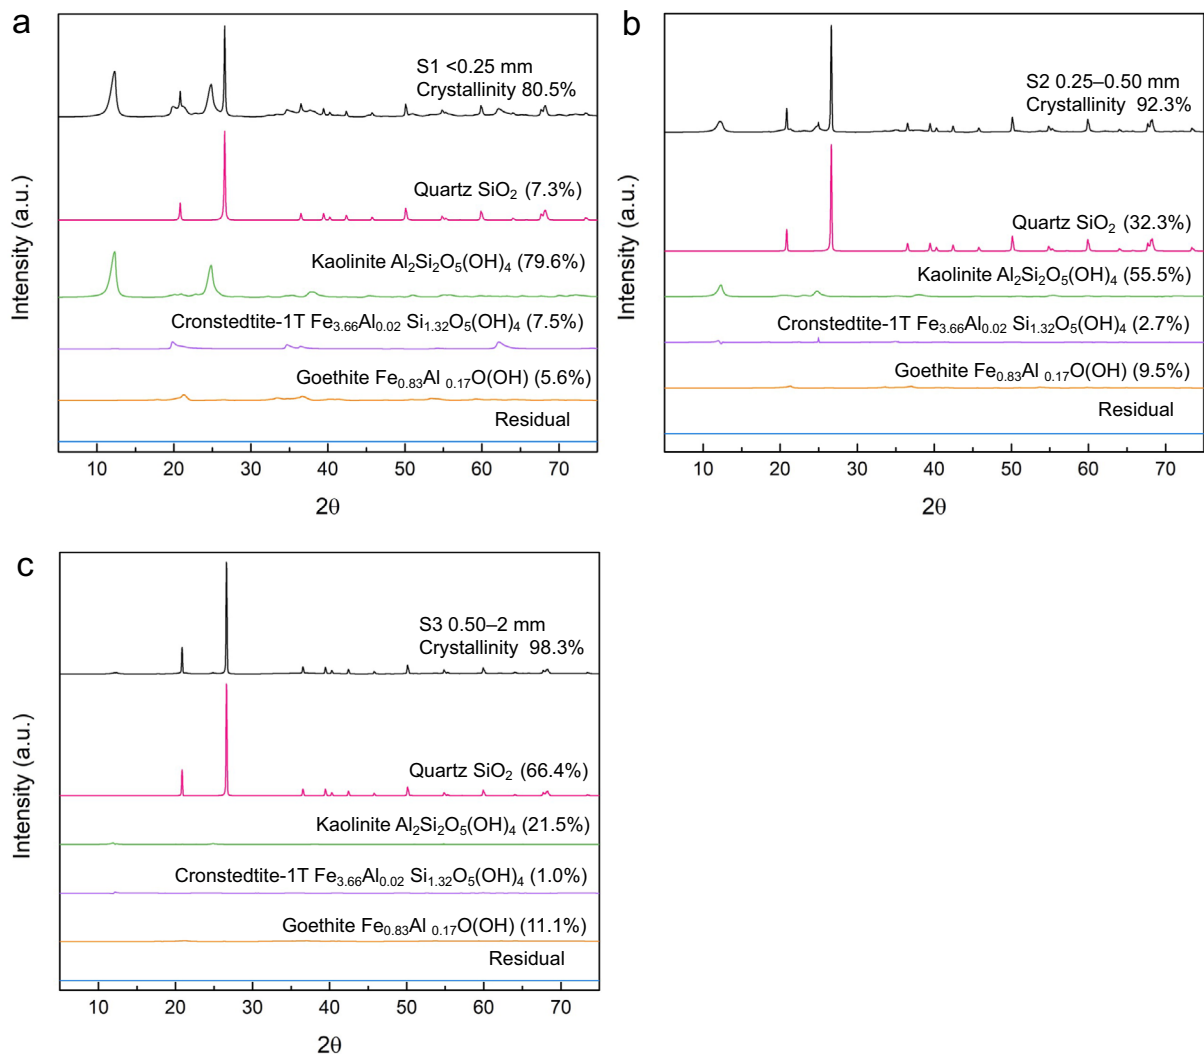 a
S1 <0.25 mm
Crystallinity 80.5%
Quartz SiO₂ (7.3%)
Kaolinite Al₂Si₂O₅(OH)₄ (79.6%)
Cronstedtite-1T Fe₃.₆₆Al₀.₀₂ Si₁.₃₂O₅(OH)₄ (7.5%)
Goethite Fe₀.₈₃Al ₀.₁₇O(OH) (5.6%)
Residual
Intensity (a.u.)
10 20 30 40 50 60 70
2θ
b
S2 0.25–0.50 mm
Crystallinity 92.3%
Quartz SiO₂ (32.3%)
Kaolinite Al₂Si₂O₅(OH)₄ (55.5%)
Cronstedtite-1T Fe₃.₆₆Al₀.₀₂ Si₁.₃₂O₅(OH)₄ (2.7%)
Goethite Fe₀.₈₃Al ₀.₁₇O(OH) (9.5%)
Residual
Intensity (a.u.)
10 20 30 40 50 60 70
2θ
c
S3 0.50–2 mm
Crystallinity 98.3%
Quartz SiO₂ (66.4%)
Kaolinite Al₂Si₂O₅(OH)₄ (21.5%)
Cronstedtite-1T Fe₃.₆₆Al₀.₀₂ Si₁.₃₂O₅(OH)₄ (1.0%)
Goethite Fe₀.₈₃Al ₀.₁₇O(OH) (11.1%)
Residual
Intensity (a.u.)
10 20 30 40 50 60 70
2θ